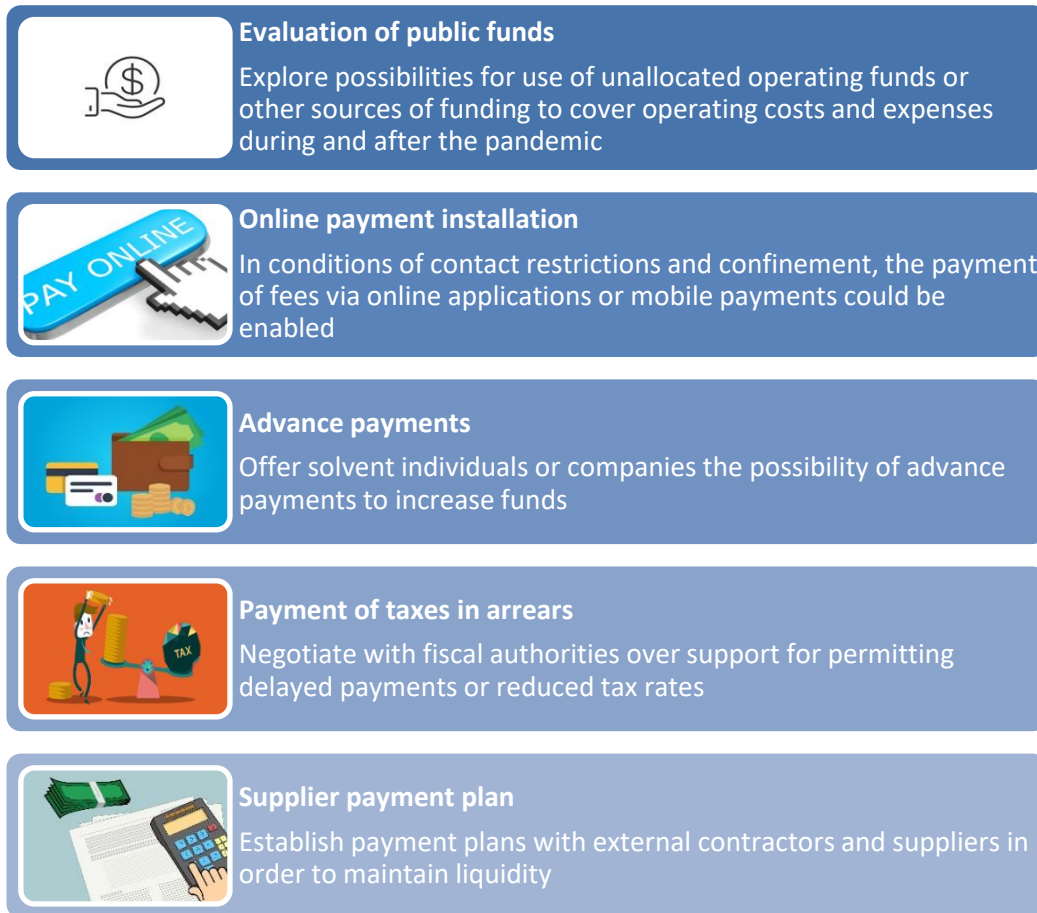 Evaluation of public funds
Explore possibilities for use of unallocated operating funds or
other sources of funding to cover operating costs and expenses
during and after the pandemic
PAY ONLINE
Online payment installation
In conditions of contact restrictions and confinement, the payment
of fees via online applications or mobile payments could be
enabled
Advance payments
Offer solvent individuals or companies the possibility of advance
payments to increase funds
TAX
Payment of taxes in arrears
Negotiate with fiscal authorities over support for permitting
delayed payments or reduced tax rates
Supplier payment plan
Establish payment plans with external contractors and suppliers in
order to maintain liquidity